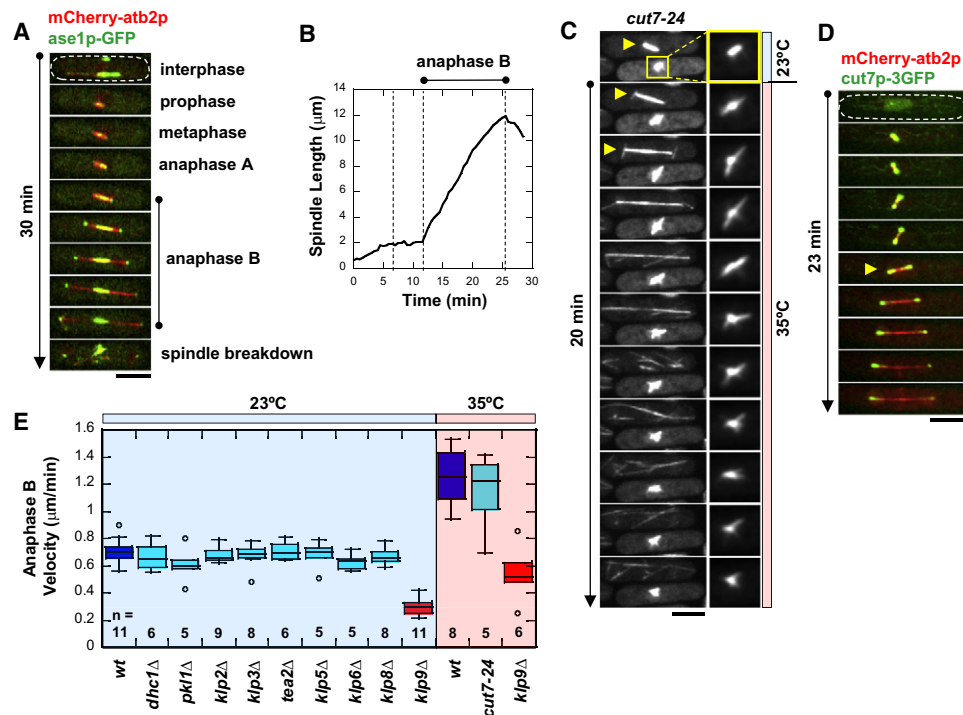 A
mCherry-atb2p
ase1p-GFP
30 min
interphase
prophase
metaphase
anaphase A
anaphase B
spindle breakdown
B
anaphase B
Spindle Length (µm)
14
12
10
8
6
4
2
0
0 5 10 15 20 25 30
Time (min)
C
cut7-24
23ºC
20 min
35ºC
D
mCherry-atb2p
cut7p-3GFP
23 min
E
23ºC 35ºC
Anaphase B
Velocity (µm/min)
1.6
1.4
1.2
1.0
0.8
0.6
0.4
0.2
0
n =
11 6 5 9 8 6 5 5 8 11 8 5 6
wt dhc1Δ pkl1Δ klp2Δ klp3Δ tea2Δ klp5Δ klp6Δ klp8Δ klp9Δ wt cut7-24 klp9Δ